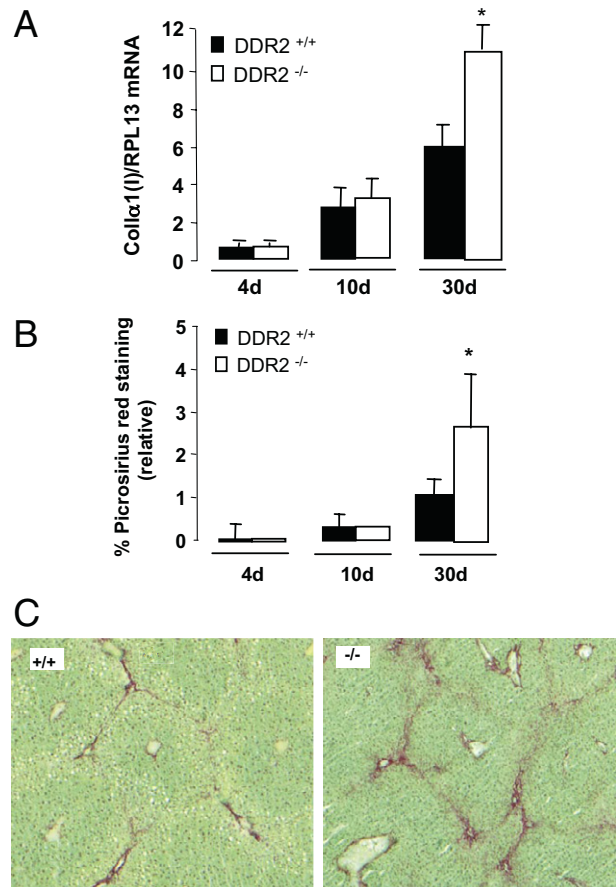 A
DDR2 +/+
DDR2 -/-
*
Collα1(I)/RPL13 mRNA
12
10
8
6
4
2
0
4d
10d
30d
B
DDR2 +/+
DDR2 -/-
*
% Picrosirius red staining
(relative)
5
4
3
2
1
0
4d
10d
30d
C
+/+
-/-